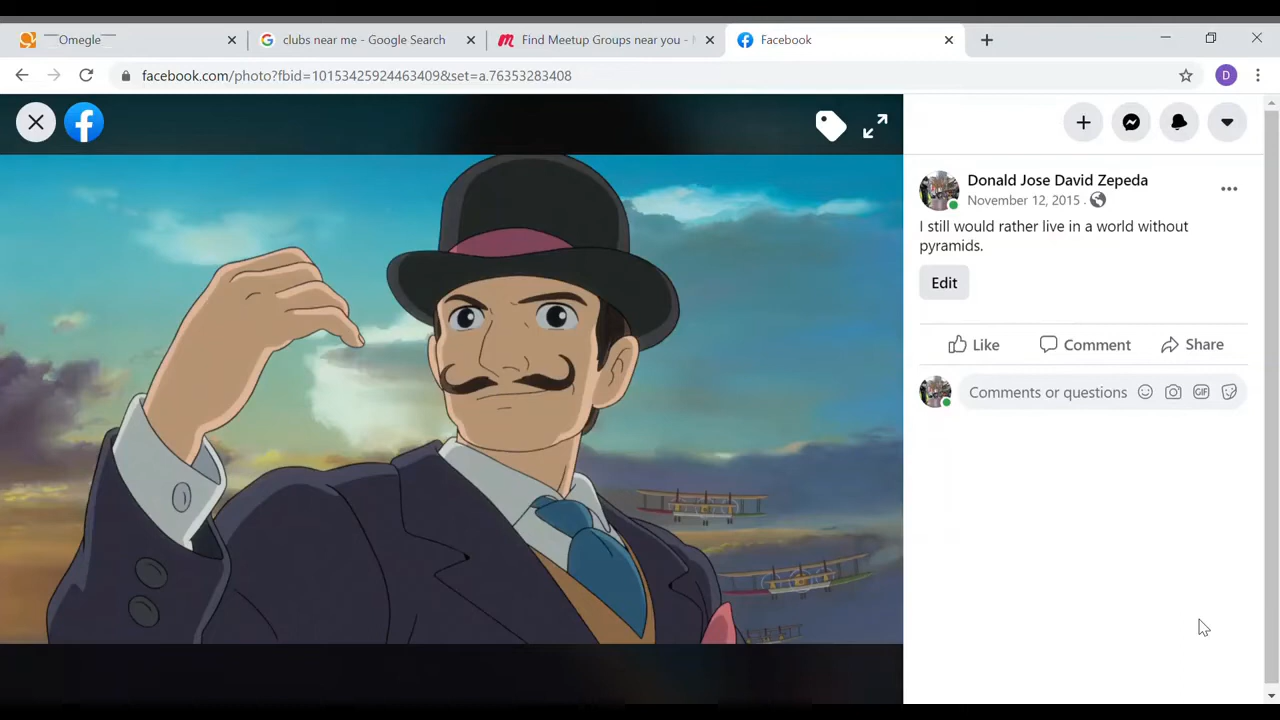 Omegle
clubs near me - Google Search
Find Meetup Groups near you -
Facebook
facebook.com/photo?fbid=10153425924463409&set=a.76353283408
D
Donald Jose David Zepeda
November 12, 2015 ·
I still would rather live in a world without
pyramids.
Edit
Like Comment Share
Comments or questions GIF